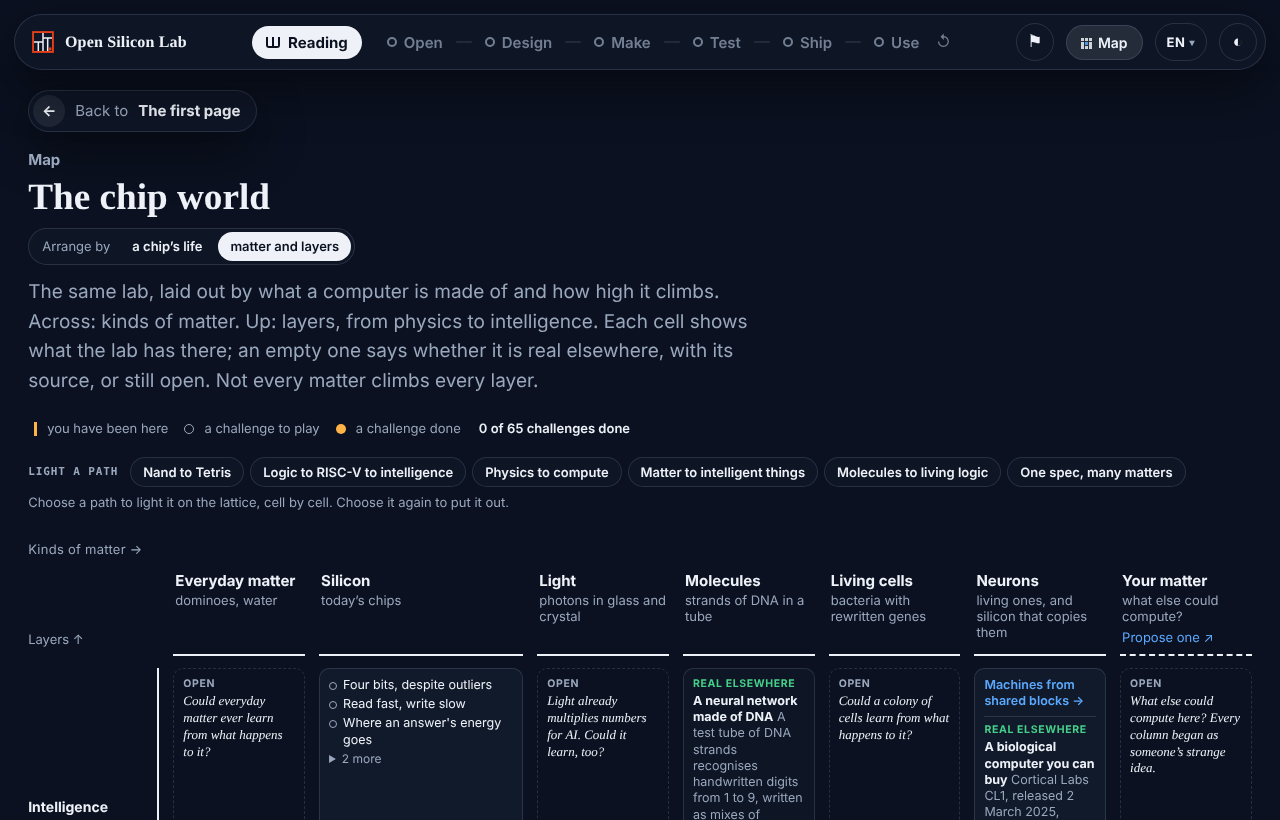 Open Silicon Lab
Reading
Open
Design
Make
Test
Ship
Use
Map
EN
Back to The first page
Map
The chip world
Arrange by a chip's life matter and layers
The same lab, laid out by what a computer is made of and how high it climbs.
Across: kinds of matter. Up: layers, from physics to intelligence. Each cell shows
what the lab has there; an empty one says whether it is real elsewhere, with its
source, or still open. Not every matter climbs every layer.
you have been here
a challenge to play
a challenge done
0 of 65 challenges done
LIGHT A PATH
Nand to Tetris
Logic to RISC-V to intelligence
Physics to compute
Matter to intelligent things
Molecules to living logic
One spec, many matters
Choose a path to light it on the lattice, cell by cell. Choose it again to put it out.
Kinds of matter →
Layers ↑
Everyday matter
dominoes, water
Silicon
today's chips
Light
photons in glass and
crystal
Molecules
strands of DNA in a
tube
Living cells
bacteria with
rewritten genes
Neurons
living ones, and
silicon that copies
them
Your matter
what else could
compute?
Propose one ↗
Intelligence
OPEN
Could everyday
matter ever learn
from what happens
to it?
Four bits, despite outliers
Read fast, write slow
Where an answer's energy
goes
2 more
OPEN
Light already
multiplies numbers
for AI. Could it
learn, too?
REAL ELSEWHERE
A neural network
made of DNA A
test tube of DNA
strands
recognises
handwritten digits
from 1 to 9, written
as mixes of
OPEN
Could a colony of
cells learn from what
happens to it?
Machines from
shared blocks →
REAL ELSEWHERE
A biological
computer you can
buy Cortical Labs
CL1, released 2
March 2025,
OPEN
What else could
compute here? Every
column began as
someone's strange
idea.